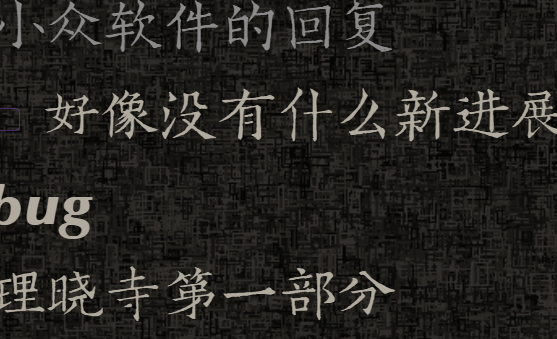 小众软件的回复
好像没有什么新进展
bug
理晓寺第一部分